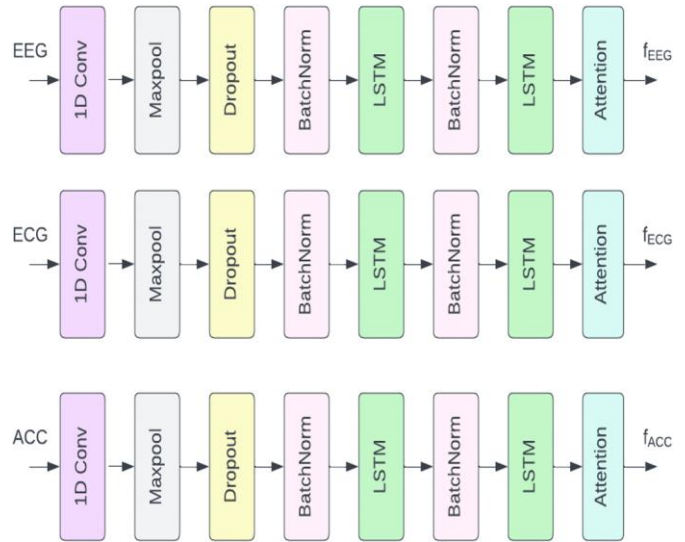 EEG
1D Conv
Maxpool
Dropout
BatchNorm
LSTM
BatchNorm
LSTM
Attention
fEEG
ECG
1D Conv
Maxpool
Dropout
BatchNorm
LSTM
BatchNorm
LSTM
Attention
fECG
ACC
1D Conv
Maxpool
Dropout
BatchNorm
LSTM
BatchNorm
LSTM
Attention
fACC